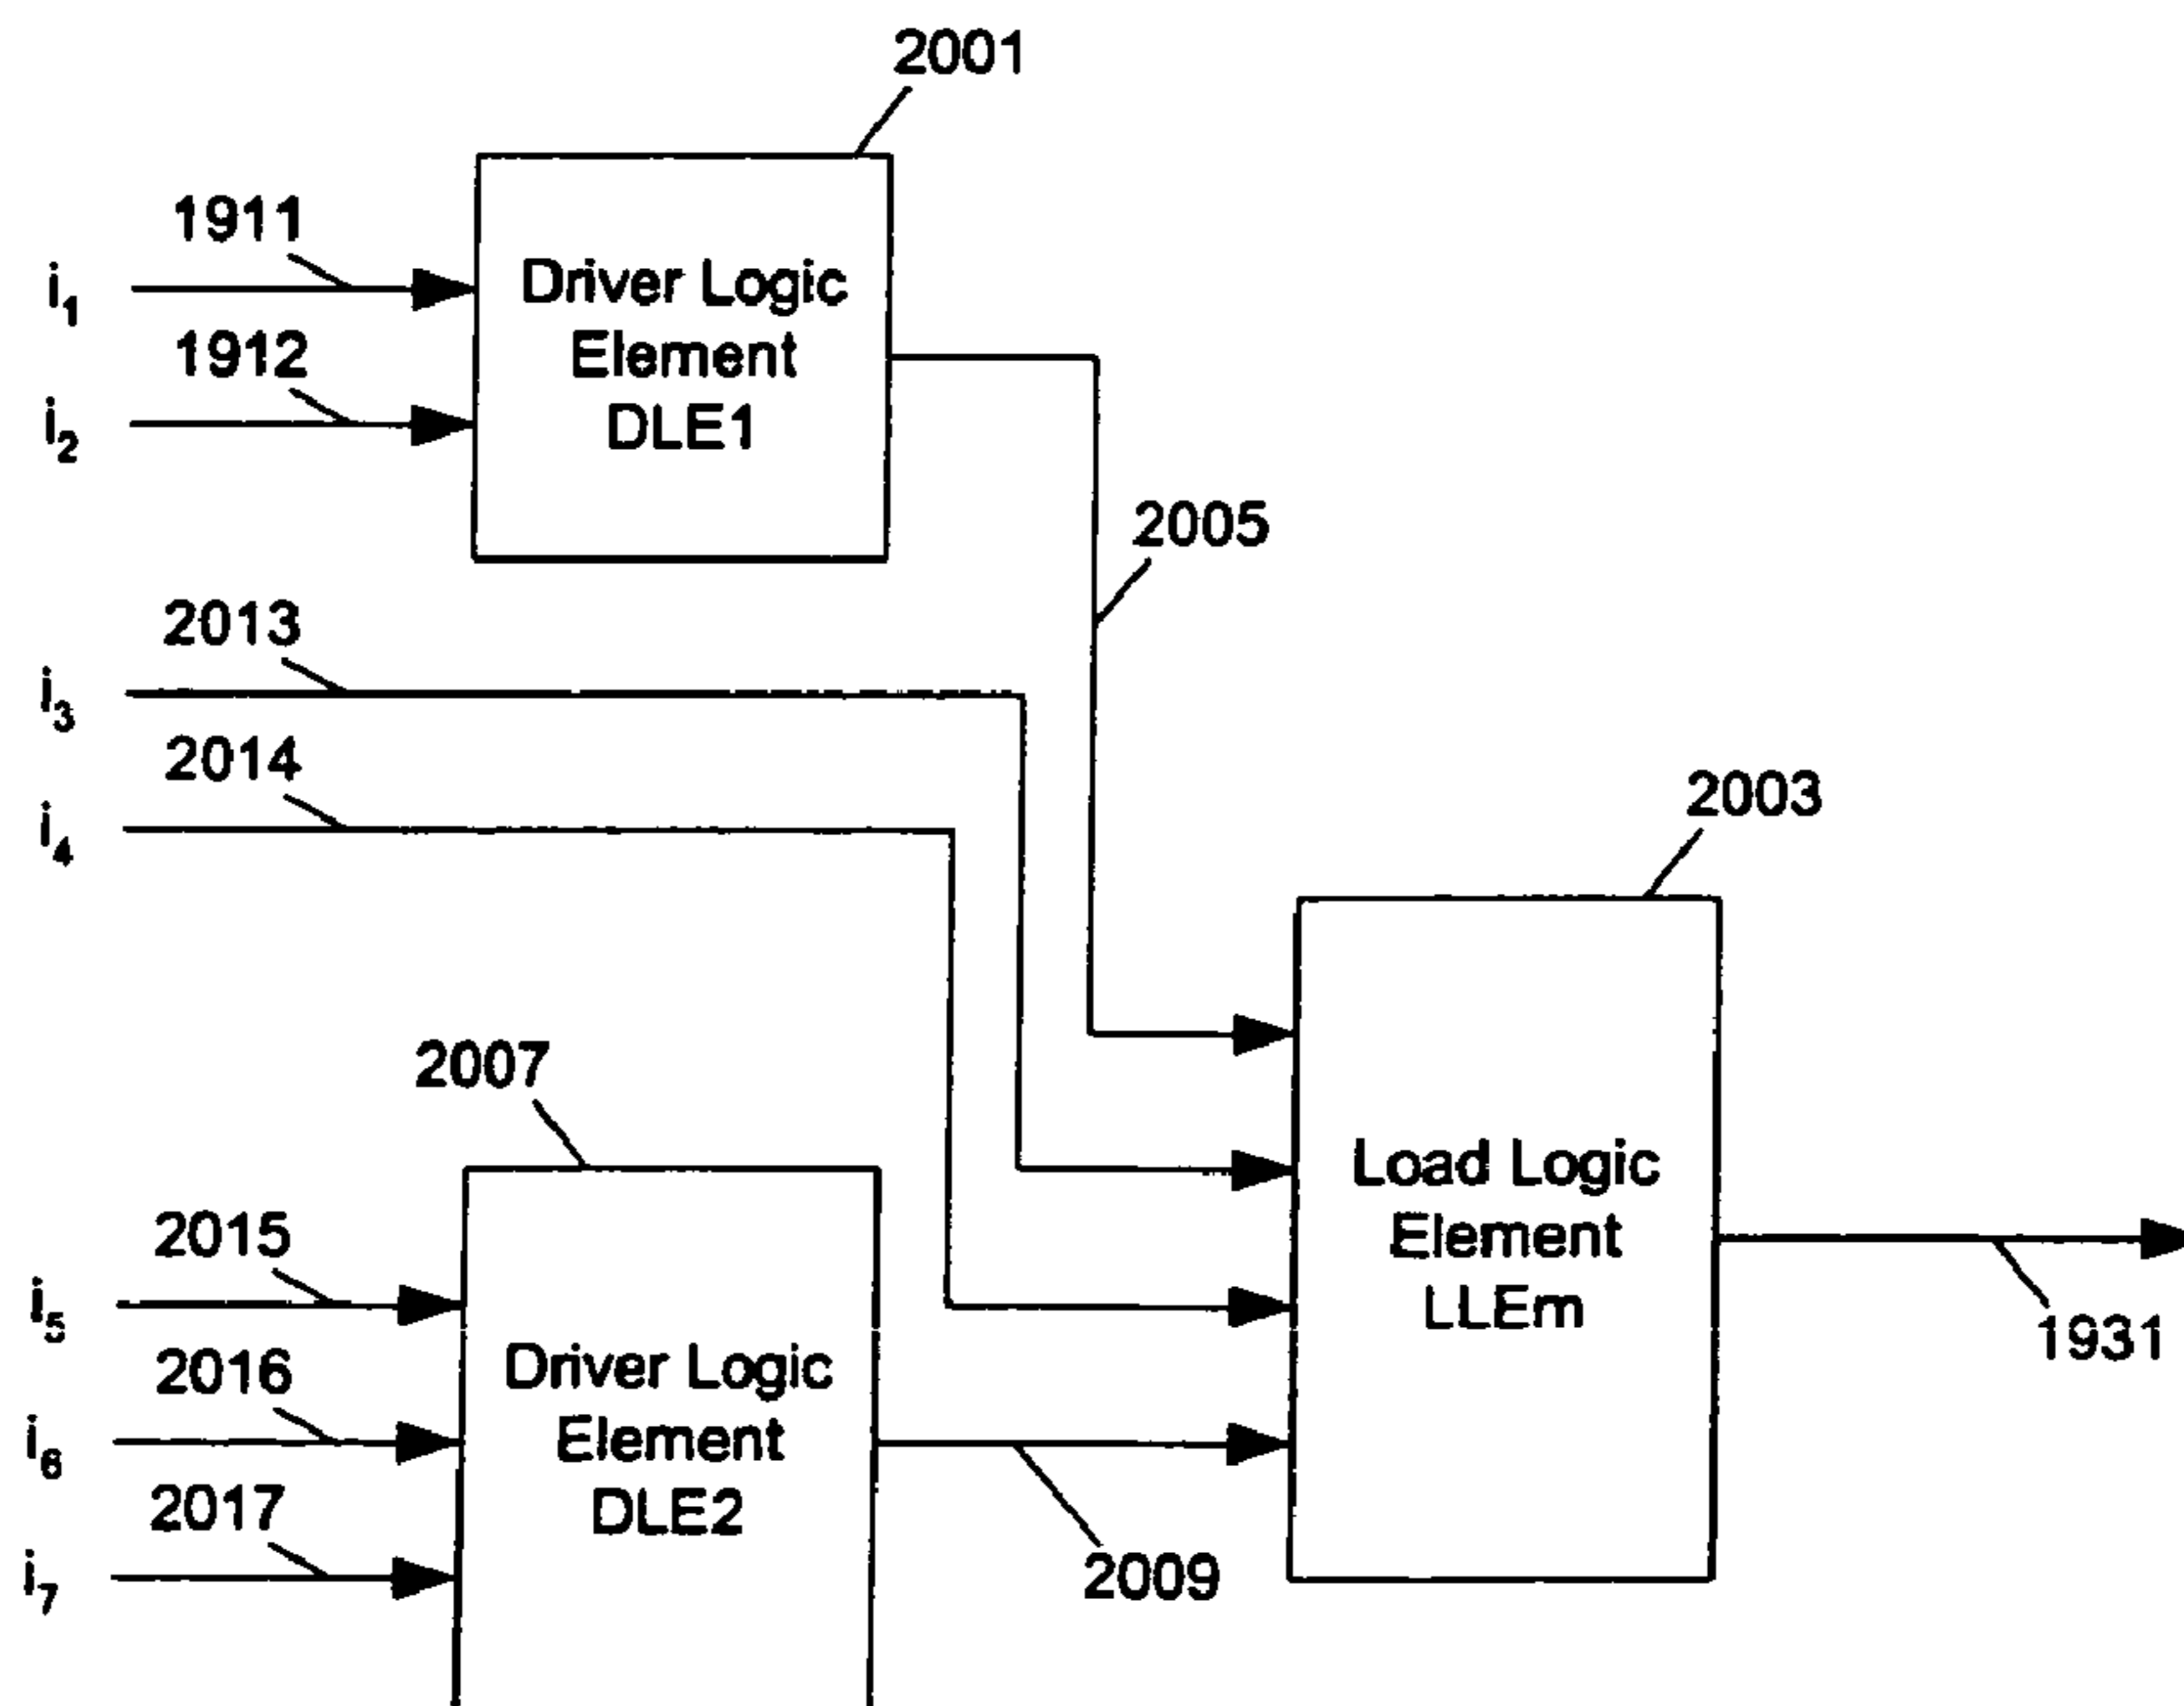 2001
1911
i1
Driver Logic
Element
DLE1
1912
i2
2005
2013
i3
2014
i4
2003
2007
Load Logic
Element
LLEm
2015
i5
1931
2016
i6
Driver Logic
Element
DLE2
2017
i7
2009